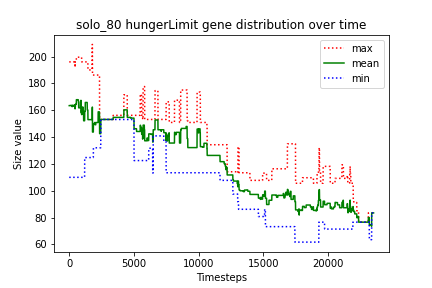 solo_80 hungerLimit gene distribution over time
max
mean
min
Size value
200
180
160
140
120
100
80
60
0 5000 10000 15000 20000
Timesteps